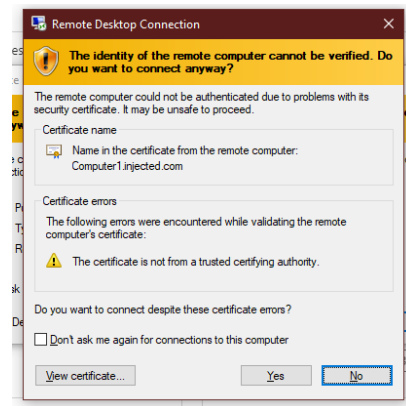 Remote Desktop Connection
The identity of the remote computer cannot be verified. Do
you want to connect anyway?
The remote computer could not be authenticated due to problems with its
security certificate. It may be unsafe to proceed.
Certificate name
Name in the certificate from the remote computer:
Computer1.injected.com
Certificate errors
The following errors were encountered while validating the remote
computer's certificate:
The certificate is not from a trusted certifying authority.
Do you want to connect despite these certificate errors?
Don't ask me again for connections to this computer
View certificate...
Yes
No